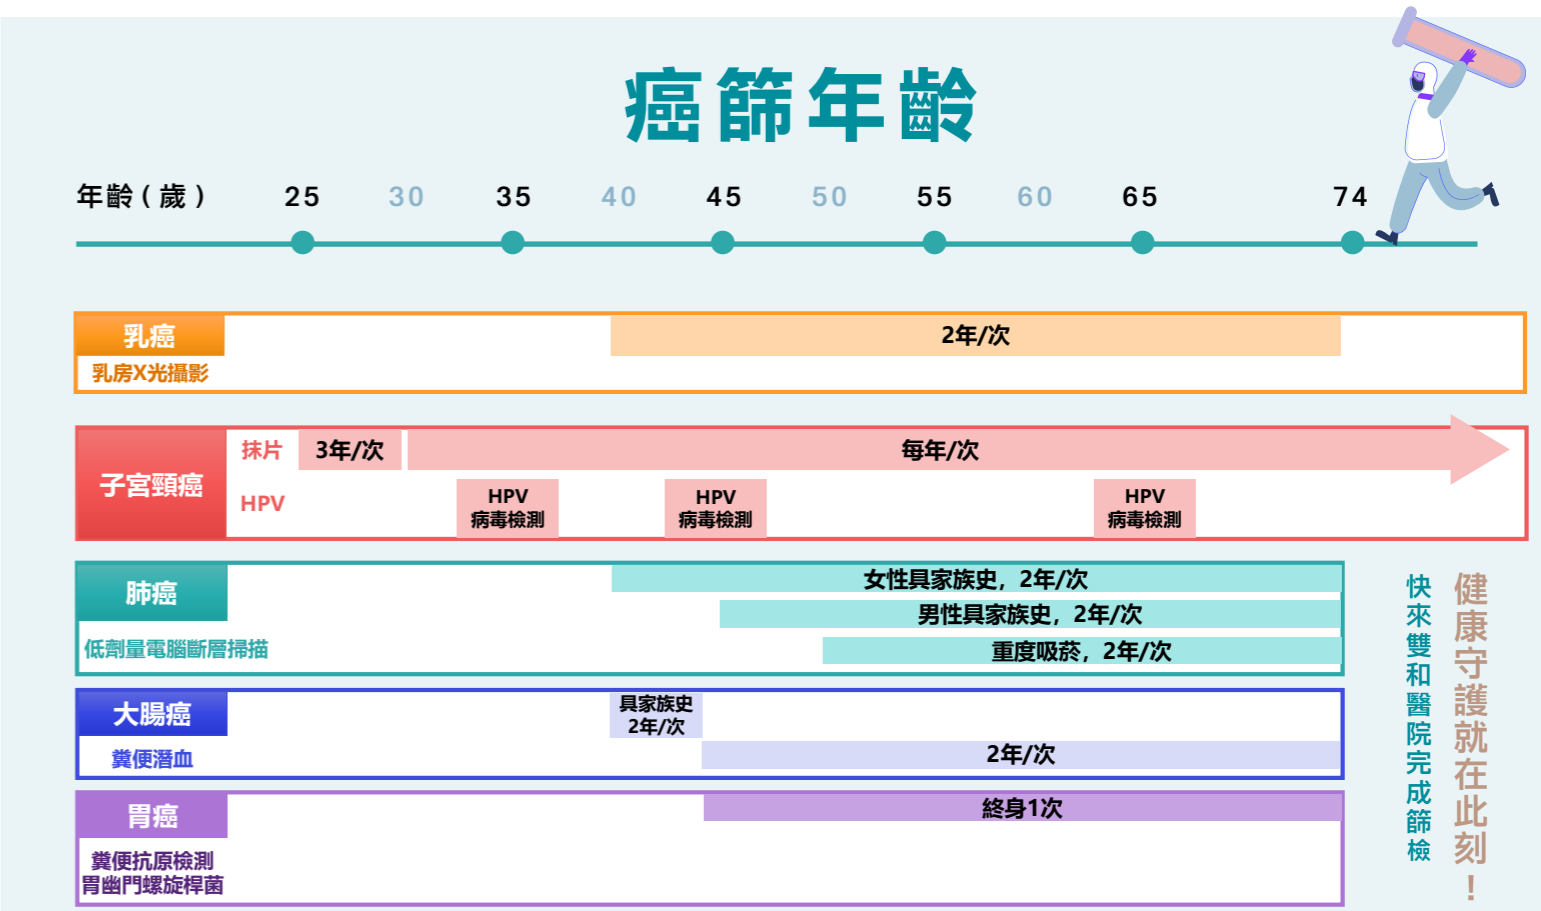 癌篩年齡
年齡（歲） 25 30 35 40 45 50 55 60 65 74
乳癌
2年/次
乳房X光攝影
子宮頸癌
抹片
3年/次
每年/次
HPV
HPV
病毒檢測
HPV
病毒檢測
HPV
病毒檢測
肺癌
低劑量電腦斷層掃描
女性具家族史，2年/次
男性具家族史，2年/次
重度吸菸，2年/次
大腸癌
糞便潛血
具家族史
2年/次
2年/次
胃癌
糞便抗原檢測
胃幽門螺旋桿菌
終身1次
健康守護就在此刻！
快來雙和醫院完成篩檢